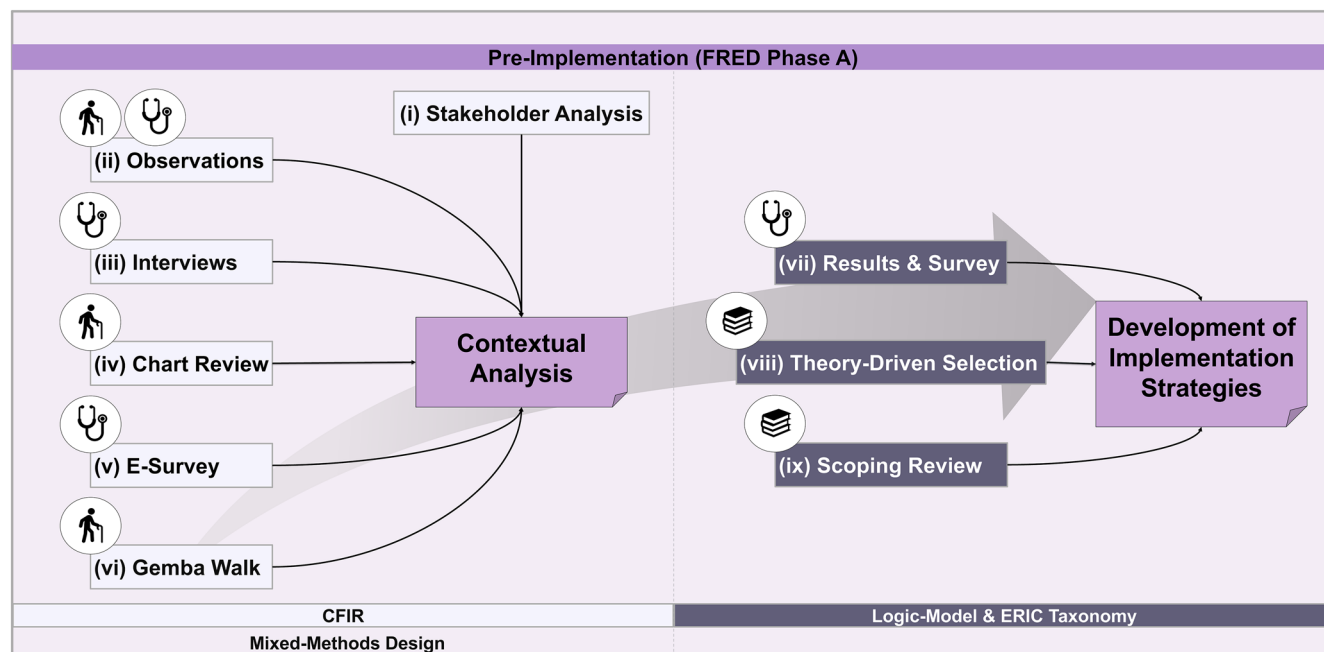 Pre-Implementation (FRED Phase A)
(i) Stakeholder Analysis
(ii) Observations
(iii) Interviews
(iv) Chart Review
(v) E-Survey
(vi) Gemba Walk
Contextual
Analysis
(vii) Results & Survey
(viii) Theory-Driven Selection
(ix) Scoping Review
Development of
Implementation
Strategies
CFIR
Logic-Model & ERIC Taxonomy
Mixed-Methods Design